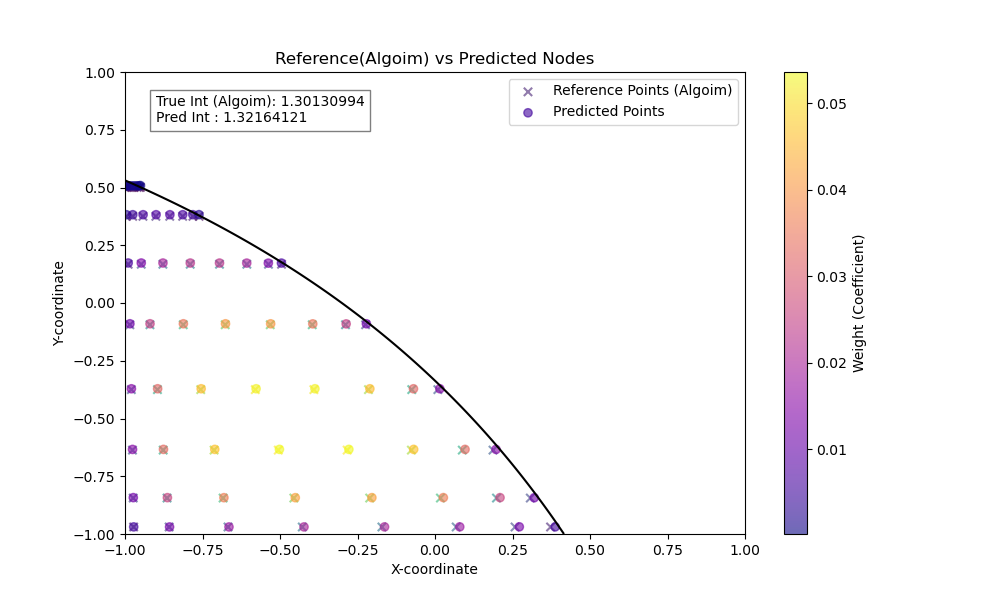 Reference(Algoim) vs Predicted Nodes
True Int (Algoim): 1.30130994
Pred Int : 1.32164121
Reference Points (Algoim)
Predicted Points
1.00
0.75
0.50
0.25
0.00
−0.25
−0.50
−0.75
−1.00
Y-coordinate
−1.00 −0.75 −0.50 −0.25 0.00 0.25 0.50 0.75 1.00
X-coordinate
0.05
0.04
0.03
0.02
0.01
Weight (Coefficient)